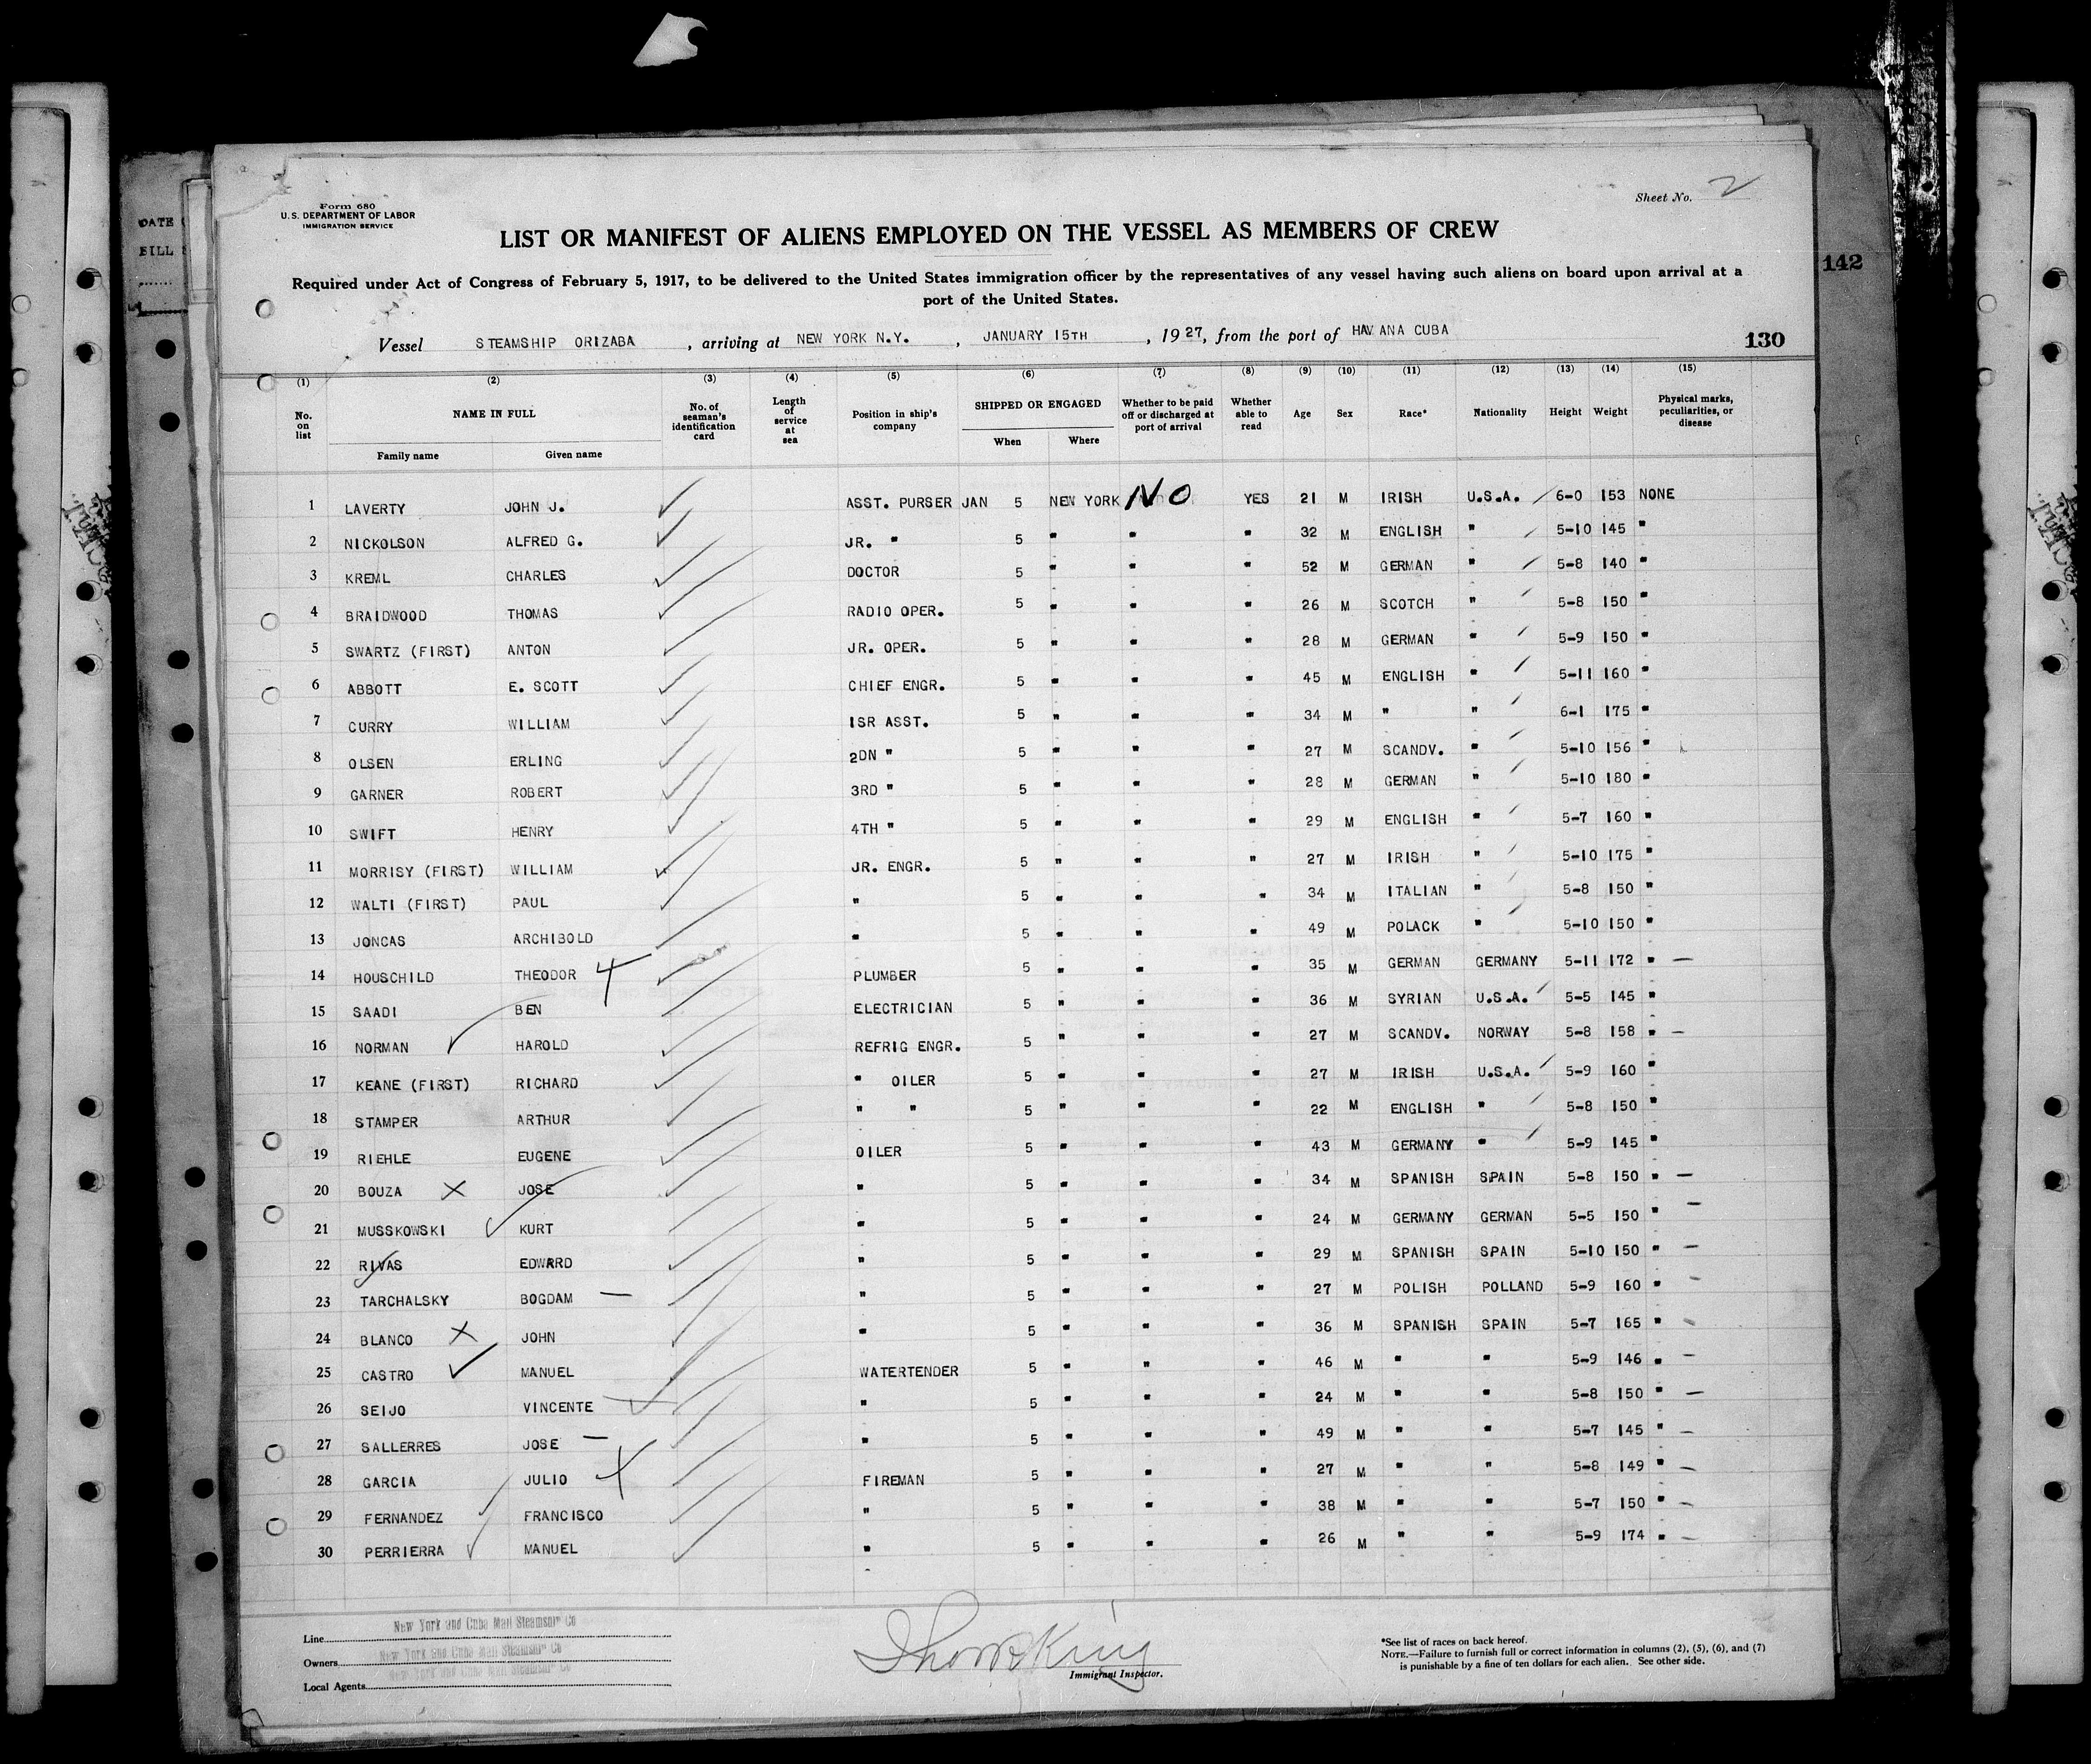 Form 680
U.S. DEPARTMENT OF LABOR
IMMIGRATION SERVICE
Sheet No. 2
LIST OR MANIFEST OF ALIENS EMPLOYED ON THE VESSEL AS MEMBERS OF CREW
Required under Act of Congress of February 5, 1917, to be delivered to the United States immigration officer by the representatives of any vessel having such aliens on board upon arrival at a
port of the United States.
142
Vessel STEAMSHIP ORIZABA, arriving at NEW YORK N.Y., JANUARY 15TH, 1927, from the port of HAVANA CUBA
130
(1) (2) (3) (4) (5) (6) (7) (8) (9) (10) (11) (12) (13) (14) (15)
No. on list NAME IN FULL Family name Given name No. of seaman's identification card Length of service at sea Position in ship's company SHIPPED OR ENGAGED When Where Whether to be paid off or discharged at port of arrival Whether able to read Age Sex Race* Nationality Height Weight Physical marks, peculiarities, or disease
1 LAVERTY JOHN J. ASST. PURSER JAN 5 NEW YORK NO YES 21 M IRISH U.S.A. 6-0 153 NONE
2 NICKOLSON ALFRED G. JR. " 5 " " " 32 M ENGLISH " 5-10 145 "
3 KREML CHARLES DOCTOR 5 " " " 52 M GERMAN " 5-8 140 "
4 BRAIDWOOD THOMAS RADIO OPER. 5 " " " 26 M SCOTCH " 5-8 150 "
5 SWARTZ (FIRST) ANTON JR. OPER. 5 " " " 28 M GERMAN " 5-9 150 "
6 ABBOTT E. SCOTT CHIEF ENGR. 5 " " " 45 M ENGLISH " 5-11 160 "
7 CURRY WILLIAM ISR ASST. 5 " " " 34 M " " 6-1 175 "
8 OLSEN ERLING 2DN " 5 " " " 27 M SCANDV. " 5-10 156 "
9 GARNER ROBERT 3RD " 5 " " " 28 M GERMAN " 5-10 180 "
10 SWIFT HENRY 4TH " 5 " " " 29 M ENGLISH " 5-7 160 "
11 MORRISY (FIRST) WILLIAM JR. ENGR. 5 " " " 27 M IRISH " 5-10 175 "
12 WALTI (FIRST) PAUL " 5 " " " 34 M ITALIAN " 5-8 150 "
13 JONCAS ARCHIBOLD " 5 " " " 49 M POLACK " 5-10 150 "
14 HOUSCHILD THEODOR PLUMBER 5 " " " 35 M GERMAN GERMANY 5-11 172 " —
15 SAADI BEN ELECTRICIAN 5 " " " 36 M SYRIAN U.S.A. 5-5 145 "
16 NORMAN HAROLD REFRIG ENGR. 5 " " " 27 M SCANDV. NORWAY 5-8 158 " —
17 KEANE (FIRST) RICHARD " OILER 5 " " " 27 M IRISH U.S.A. 5-9 160 "
18 STAMPER ARTHUR " " 5 " " " 22 M ENGLISH " 5-8 150 "
19 RIEHLE EUGENE OILER 5 " " " 43 M GERMANY " 5-9 145 "
20 BOUZA X JOSE " 5 " " " 34 M SPANISH SPAIN 5-8 150 " —
21 MUSSKOWSKI KURT " 5 " " " 24 M GERMANY GERMAN 5-5 150 " —
22 RIVAS EDWARD " 5 " " " 29 M SPANISH SPAIN 5-10 150 " —
23 TARCHALSKY BOGDAM — " 5 " " " 27 M POLISH POLLAND 5-9 160 " —
24 BLANCO X JOHN " 5 " " " 36 M SPANISH SPAIN 5-7 165 " —
25 CASTRO MANUEL WATERTENDER 5 " " " 46 M " " 5-9 146 " —
26 SEIJO VINCENTE " 5 " " " 24 M " " 5-8 150 " —
27 SALLERRES JOSE — " 5 " " " 49 M " " 5-7 145 " —
28 GARCIA JULIO X FIREMAN 5 " " " 27 M " " 5-8 149 " —
29 FERNANDEZ FRANCISCO " 5 " " " 38 M " " 5-7 150 " —
30 PERRIERRA MANUEL " 5 " " " 26 M " " 5-9 174 " —
Line New York and Cuba Mail Steamship Co
Owners New York and Cuba Mail Steamship Co
Local Agents New York and Cuba Mail Steamship Co
Immigrant Inspector.
*See list of races on back hereof.
NOTE.—Failure to furnish full or correct information in columns (2), (5), (6), and (7)
is punishable by a fine of ten dollars for each alien. See other side.